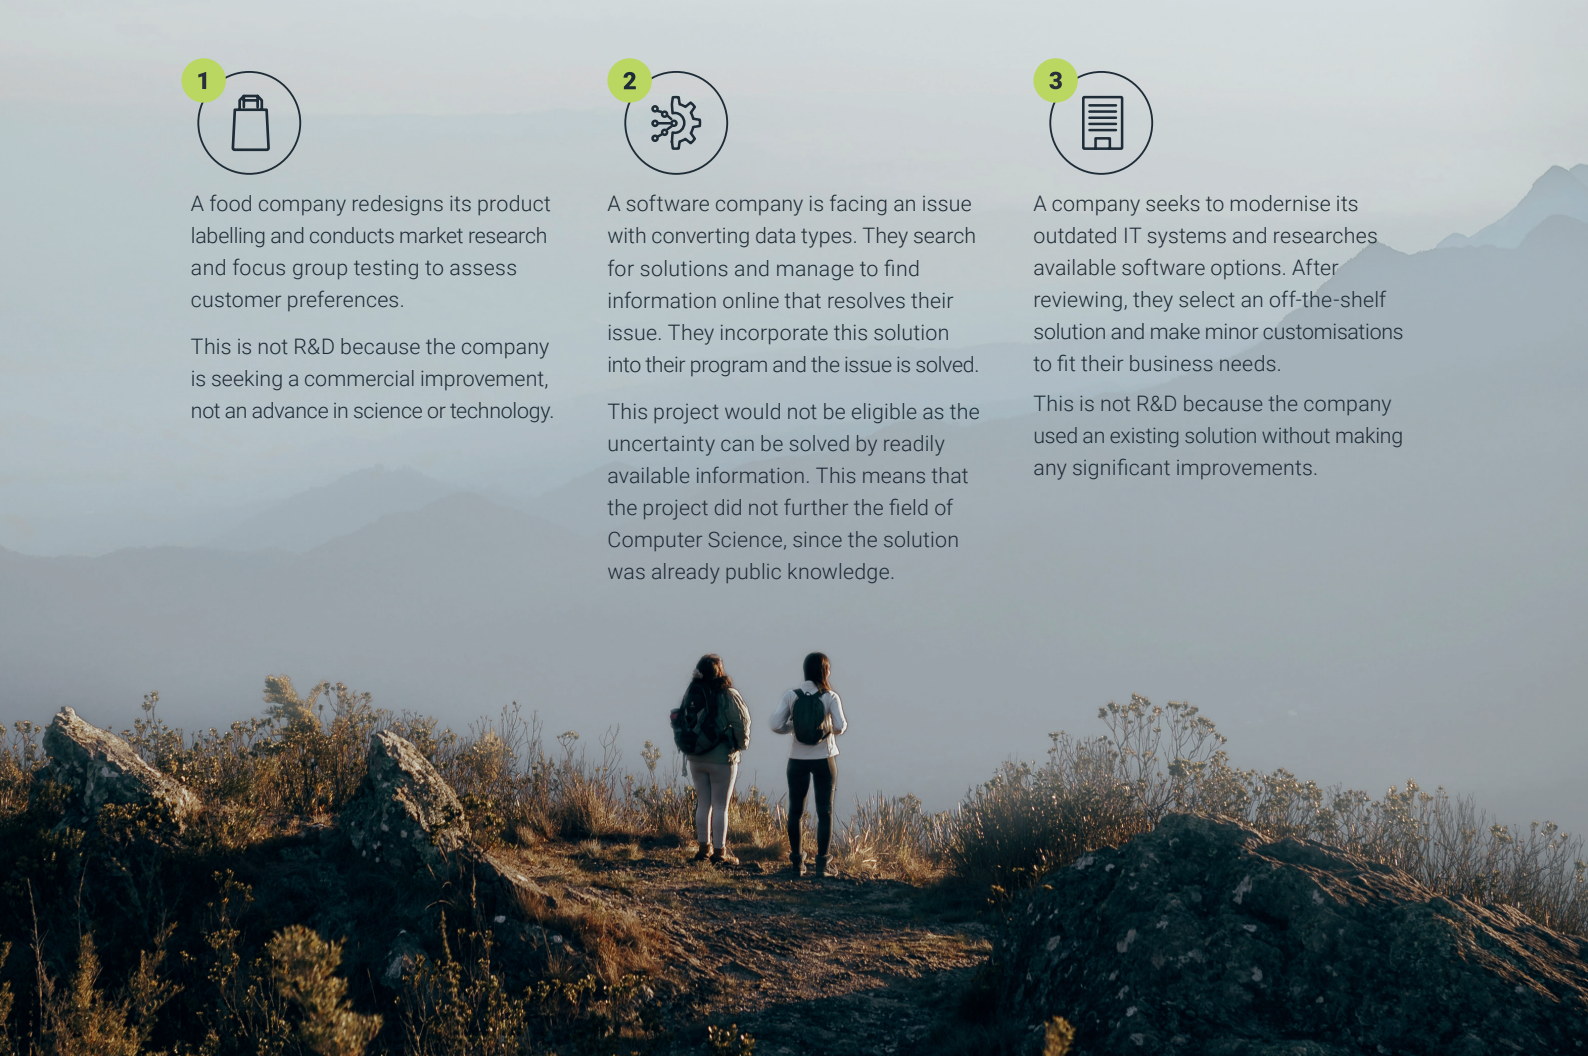 1
A food company redesigns its product
labelling and conducts market research
and focus group testing to assess
customer preferences.
This is not R&D because the company
is seeking a commercial improvement,
not an advance in science or technology.
2
A software company is facing an issue
with converting data types. They search
for solutions and manage to find
information online that resolves their
issue. They incorporate this solution
into their program and the issue is solved.
This project would not be eligible as the
uncertainty can be solved by readily
available information. This means that
the project did not further the field of
Computer Science, since the solution
was already public knowledge.
3
A company seeks to modernise its
outdated IT systems and researches
available software options. After
reviewing, they select an off-the-shelf
solution and make minor customisations
to fit their business needs.
This is not R&D because the company
used an existing solution without making
any significant improvements.